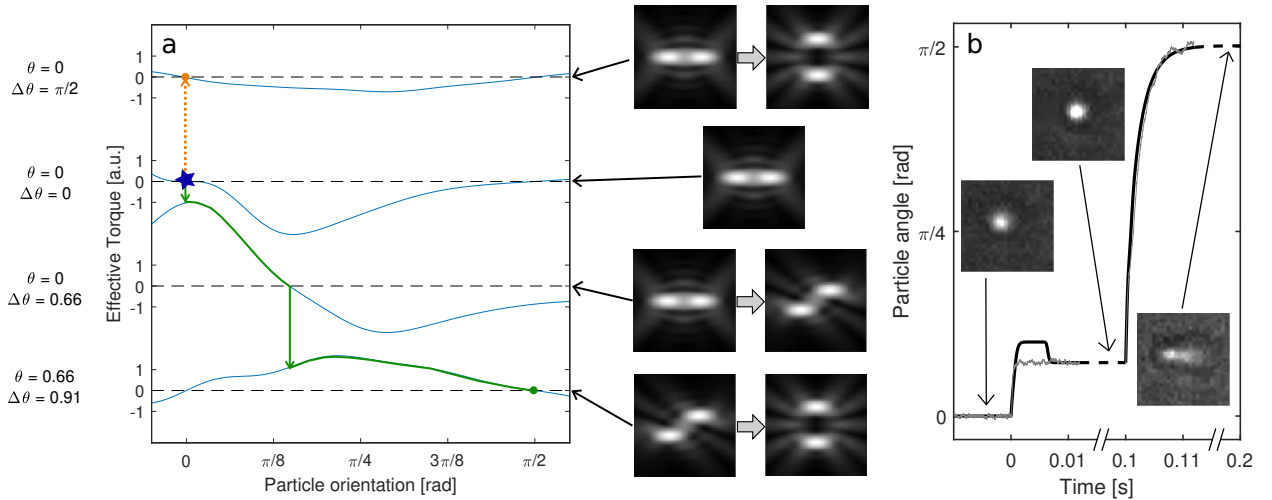 a
θ = 0
Δθ = π/2
1
0
-1
θ = 0
Δθ = 0
1
0
-1
θ = 0
Δθ = 0.66
1
0
-1
θ = 0.66
Δθ = 0.91
1
0
-1
Effective Torque [a.u.]
0
π/8
π/4
3π/8
π/2
Particle orientation [rad]
b
π/2
π/4
0
Particle angle [rad]
0
0.01
0.1
0.11
0.2
Time [s]